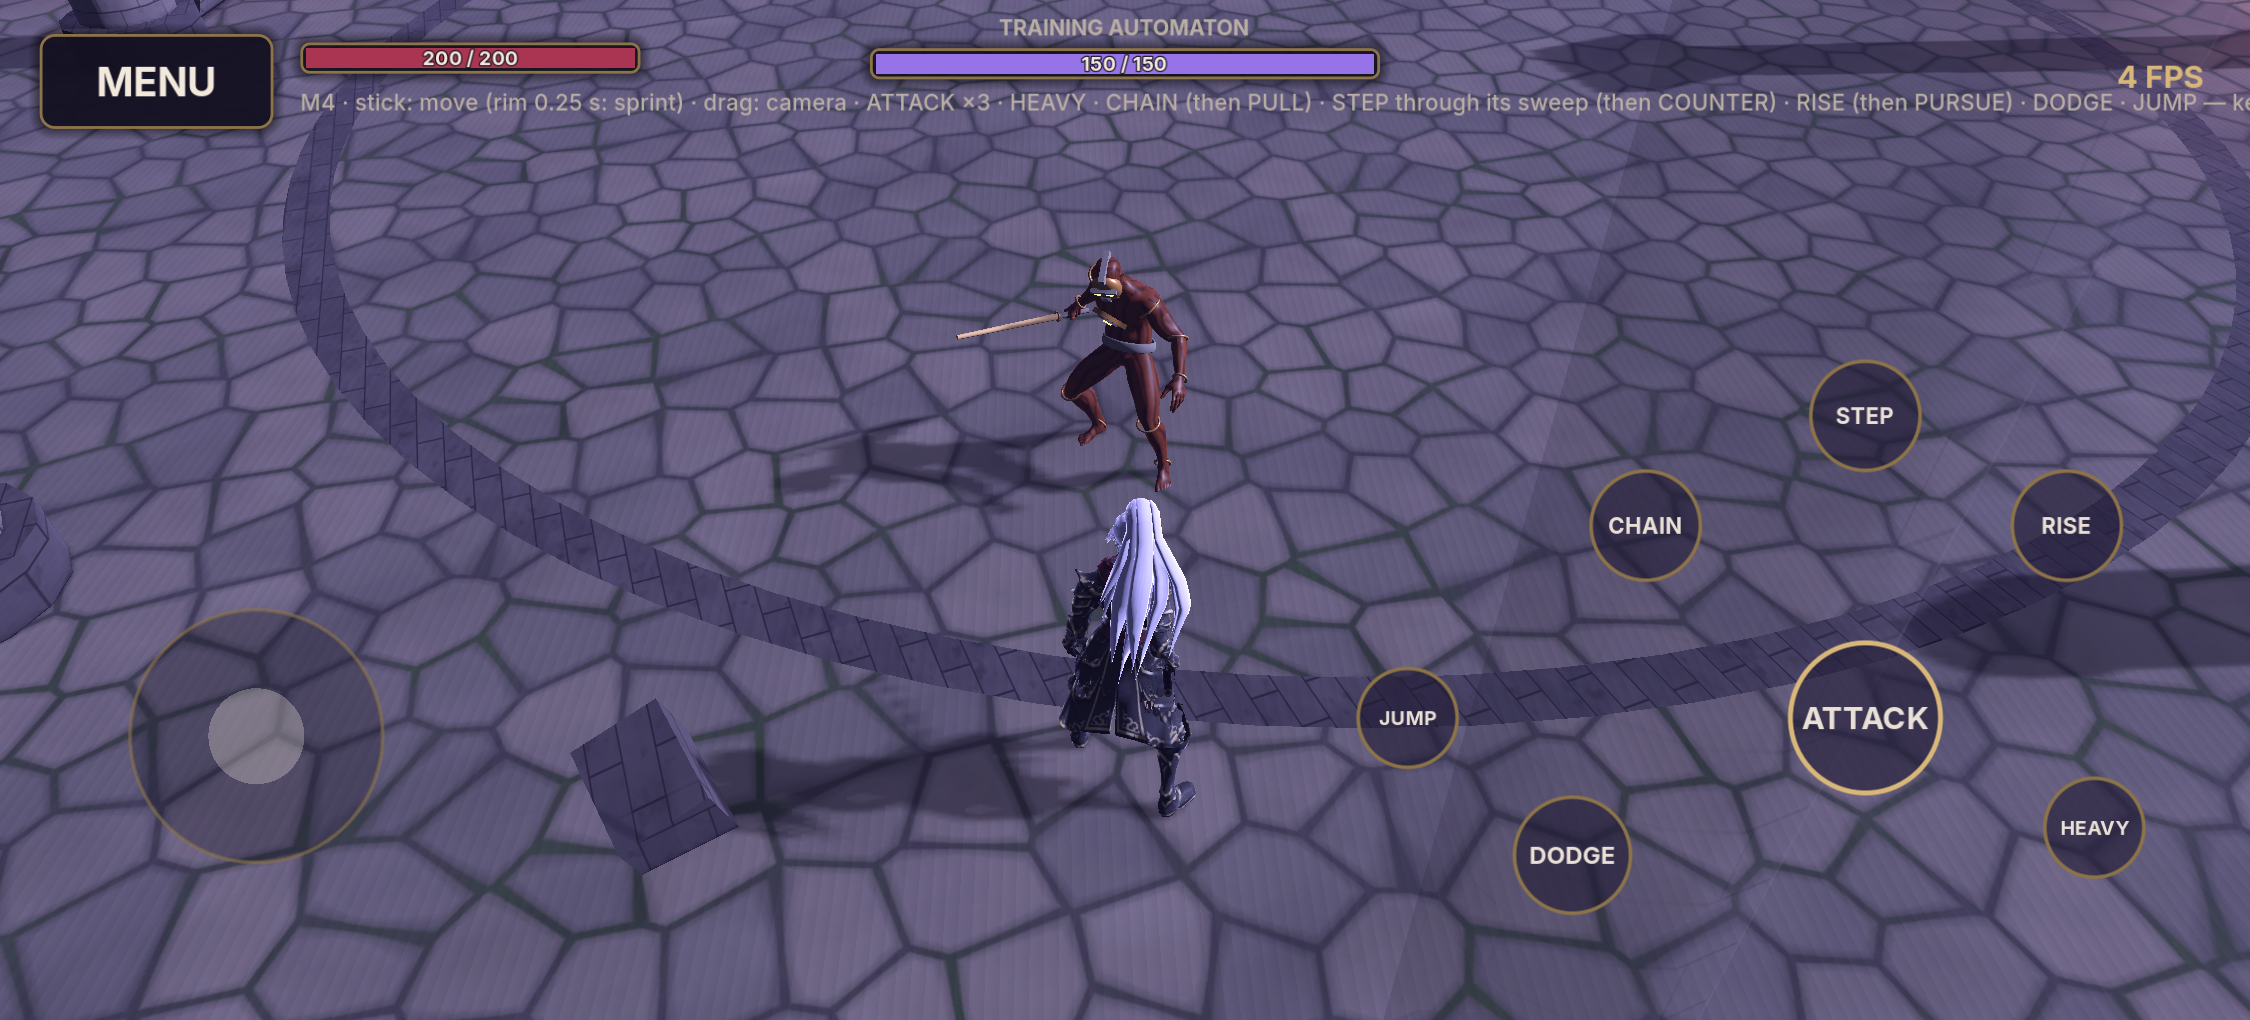 TRAINING AUTOMATON
MENU
200 / 200
150 / 150
4 FPS
M4 · stick: move (rim 0.25 s: sprint) · drag: camera · ATTACK ×3 · HEAVY · CHAIN (then PULL) · STEP through its sweep (then COUNTER) · RISE (then PURSUE) · DODGE · JUMP —
STEP
CHAIN
RISE
JUMP
ATTACK
HEAVY
DODGE